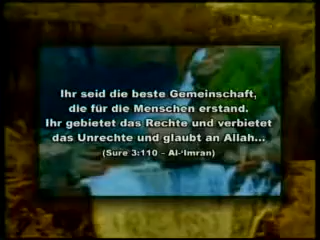 Ihr seid die beste Gemeinschaft,
die für die Menschen erstand.
Ihr gebietet das Rechte und verbietet
das Unrechte und glaubt an Allah...
(Sure 3:110 - Al-'Imran)